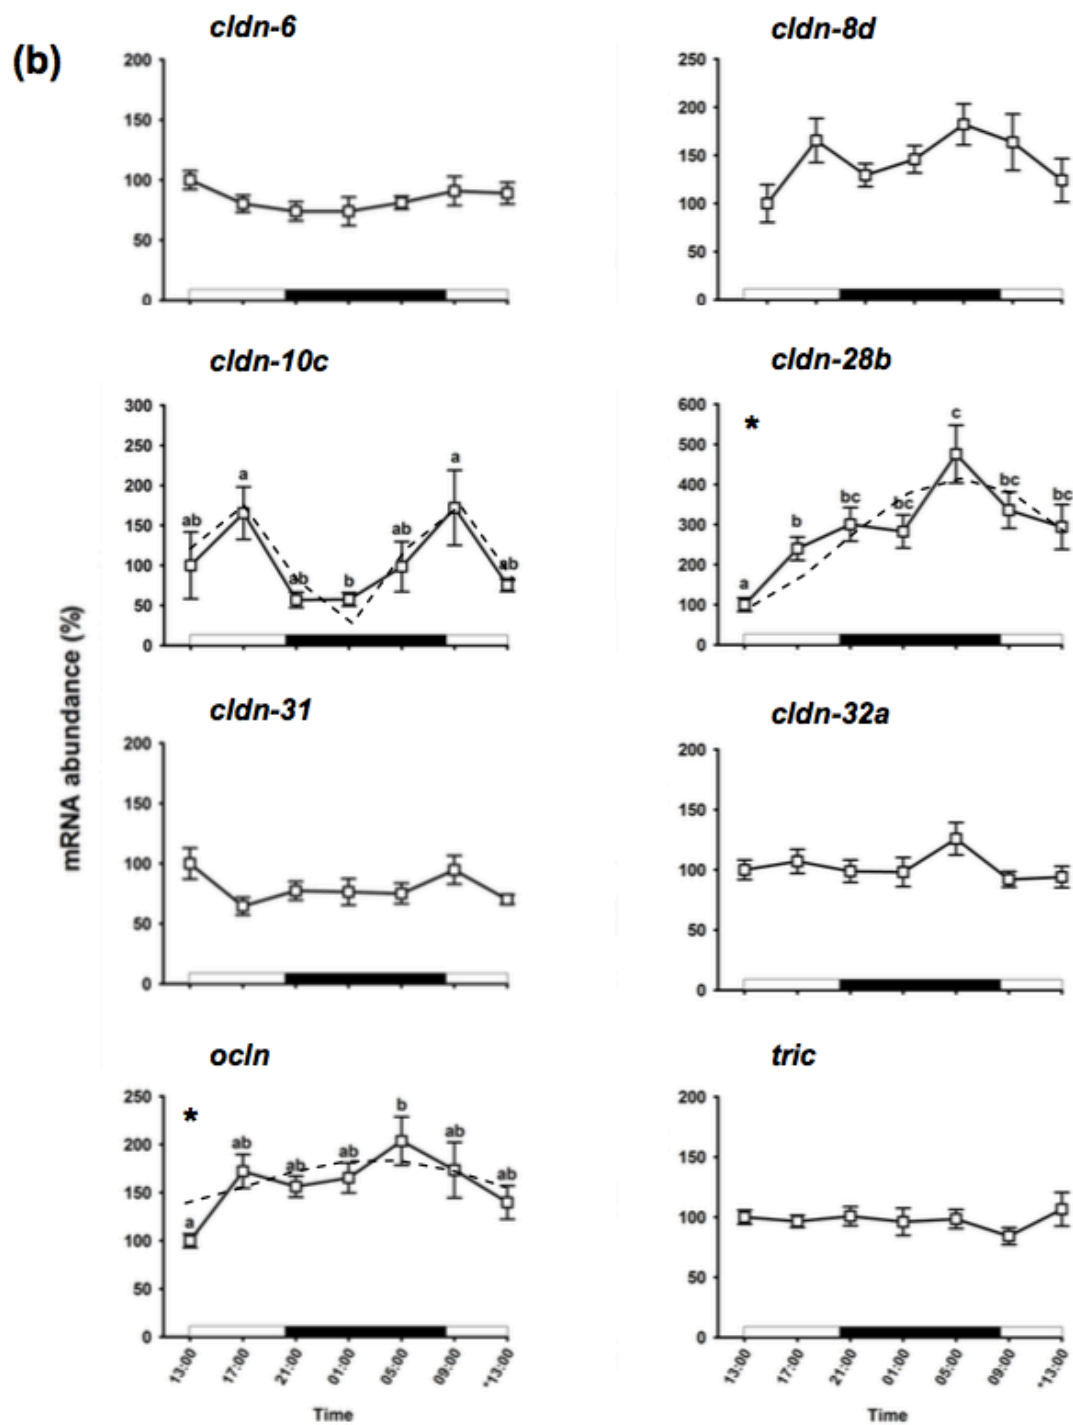 (b)
cldn-6
200
150
100
50
0
cldn-8d
250
200
150
100
50
0
cldn-10c
300
250
200
150
100
50
0
ab
a
ab
b
ab
a
ab
cldn-28b
600
500
400
300
200
100
0
*
a
b
bc
bc
c
bc
bc
mRNA abundance (%)
cldn-31
200
150
100
50
0
cldn-32a
200
150
100
50
0
ocln
250
200
150
100
50
0
*
a
ab
ab
ab
b
ab
ab
13:00
17:00
21:00
01:00
05:00
09:00
*13:00
Time
tric
200
150
100
50
0
13:00
17:00
21:00
01:00
05:00
09:00
*13:00
Time